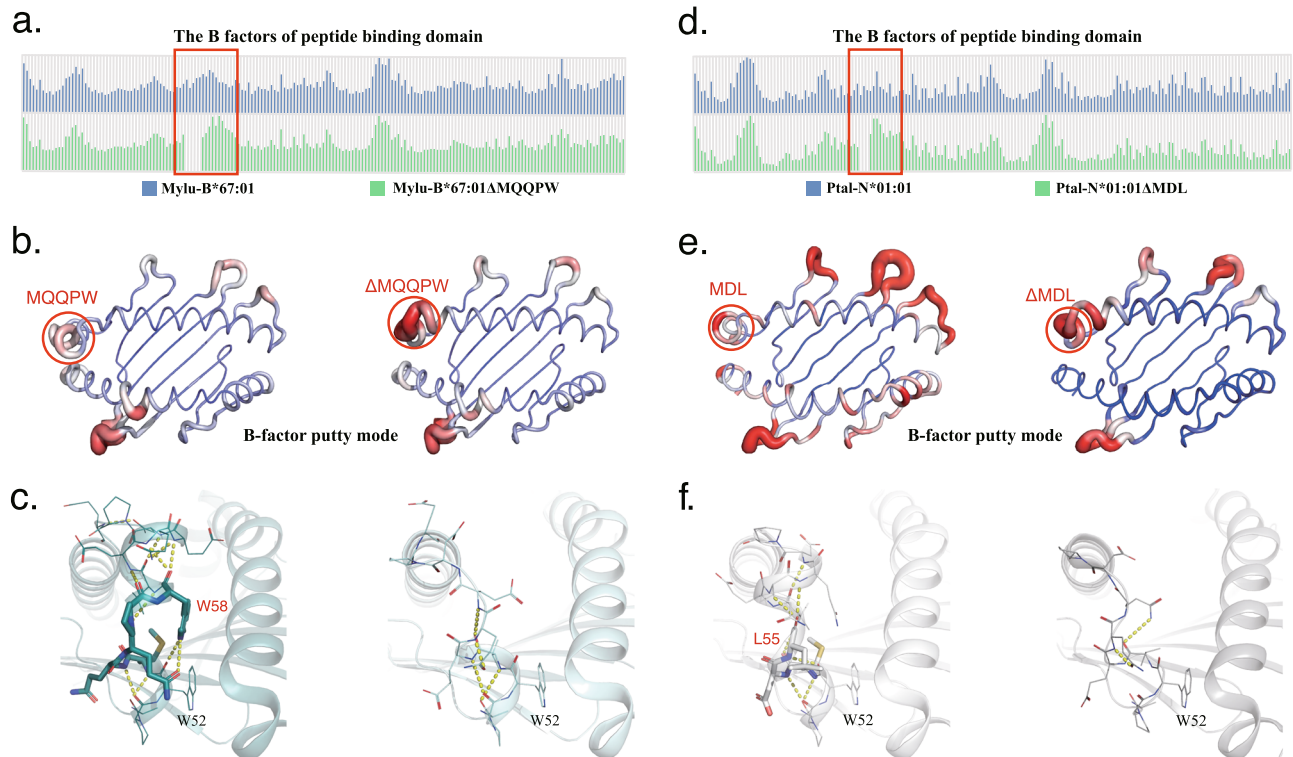 a.
The B factors of peptide binding domain
Mylu-B*67:01
Mylu-B*67:01ΔMQQPW
b.
MQQPW
ΔMQQPW
B-factor putty mode
c.
W58
W52
W52
d.
The B factors of peptide binding domain
Ptal-N*01:01
Ptal-N*01:01ΔMDL
e.
MDL
ΔMDL
B-factor putty mode
f.
L55
W52
W52